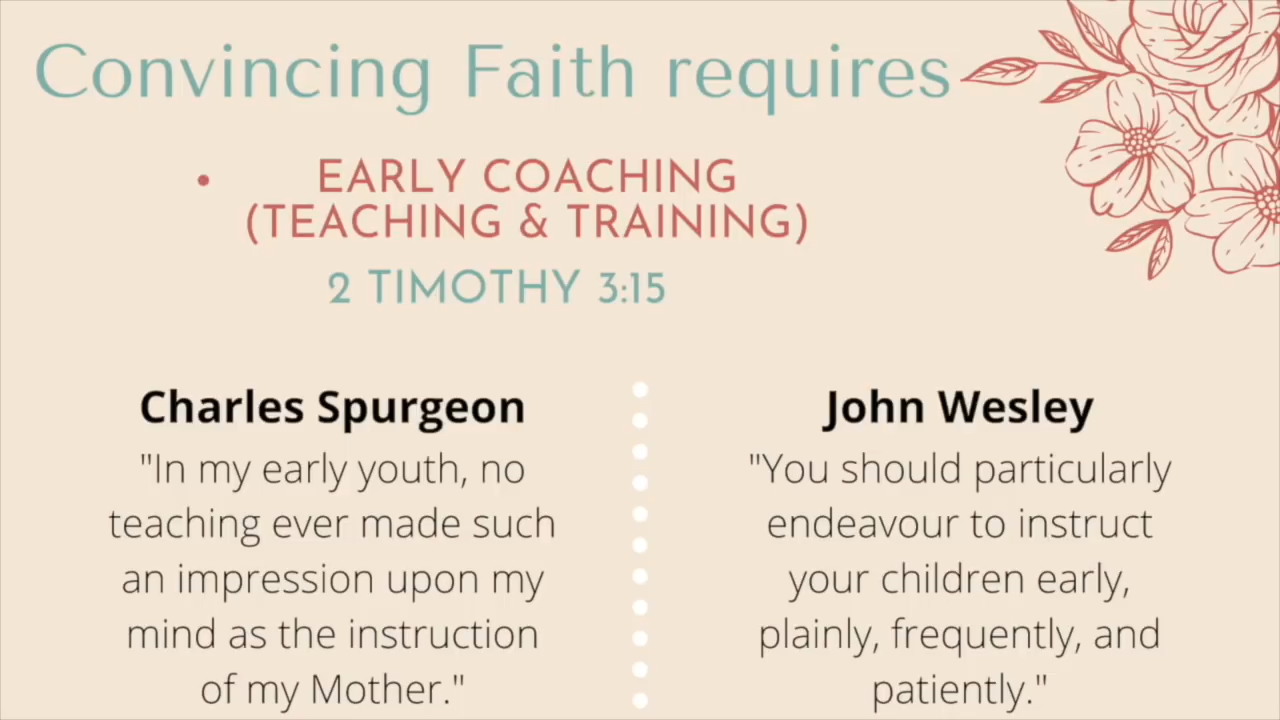 Convincing Faith requires
• EARLY COACHING
(TEACHING & TRAINING)
2 TIMOTHY 3:15
Charles Spurgeon
"In my early youth, no
teaching ever made such
an impression upon my
mind as the instruction
of my Mother."
John Wesley
"You should particularly
endeavour to instruct
your children early,
plainly, frequently, and
patiently."